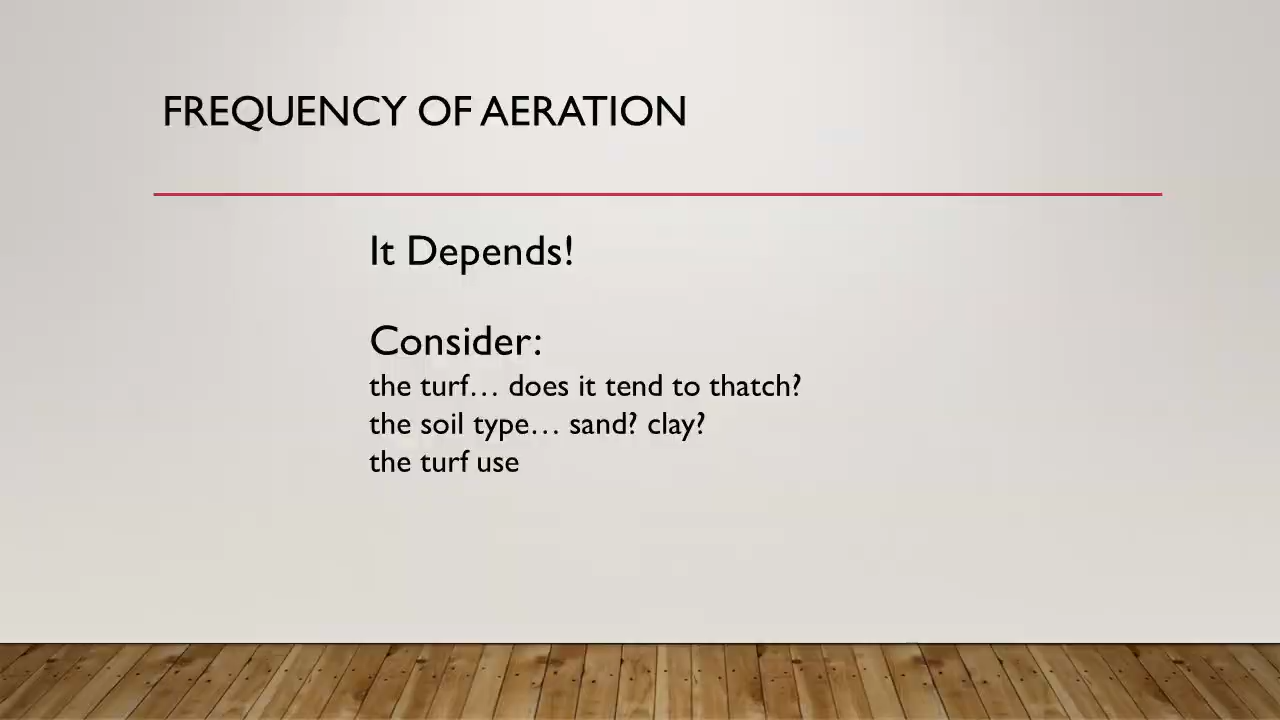 FREQUENCY OF AERATION
It Depends!
Consider:
the turf… does it tend to thatch?
the soil type… sand? clay?
the turf use